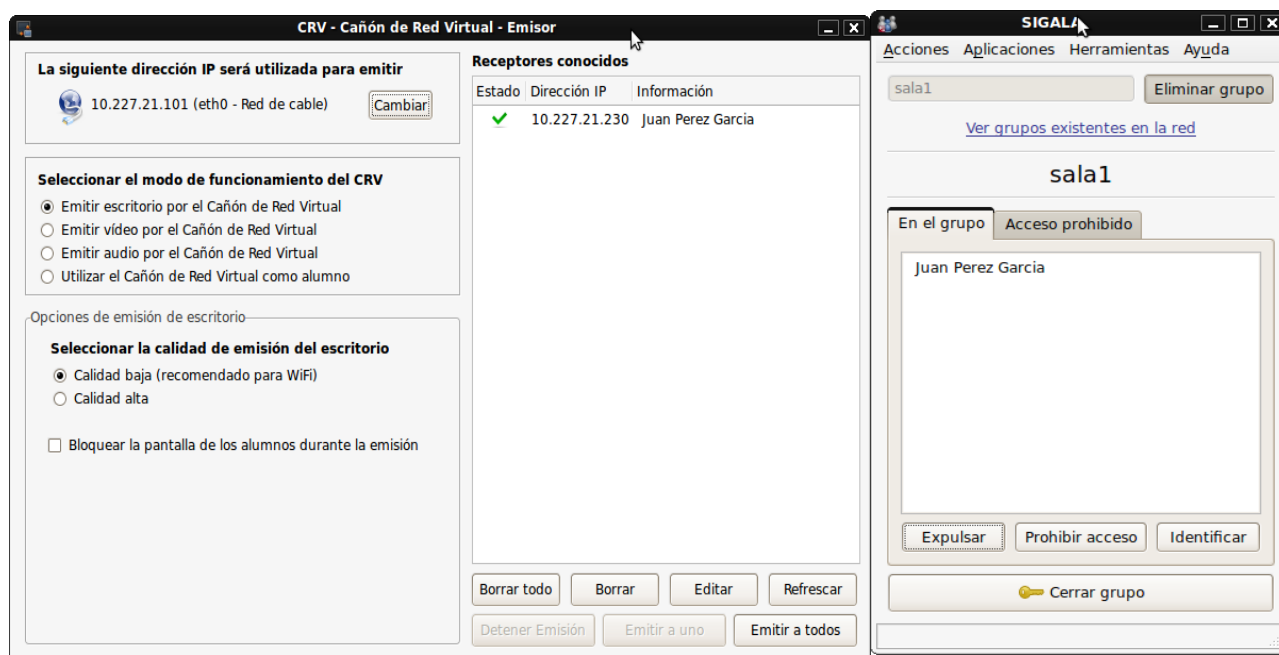 CRV - Cañón de Red Virtual - Emisor
La siguiente dirección IP será utilizada para emitir
10.227.21.101 (eth0 - Red de cable)
Cambiar
Seleccionar el modo de funcionamiento del CRV
Emitir escritorio por el Cañón de Red Virtual
Emitir vídeo por el Cañón de Red Virtual
Emitir audio por el Cañón de Red Virtual
Utilizar el Cañón de Red Virtual como alumno
Opciones de emisión de escritorio
Seleccionar la calidad de emisión del escritorio
Calidad baja (recomendado para WiFi)
Calidad alta
Bloquear la pantalla de los alumnos durante la emisión
Receptores conocidos
Estado Dirección IP Información
10.227.21.230 Juan Perez Garcia
Borrar todo Borrar Editar Refrescar
Detener Emisión Emitir a uno Emitir a todos
SIGALA
Acciones Aplicaciones Herramientas Ayuda
sala1 Eliminar grupo
Ver grupos existentes en la red
sala1
En el grupo Acceso prohibido
Juan Perez Garcia
Expulsar Prohibir acceso Identificar
Cerrar grupo